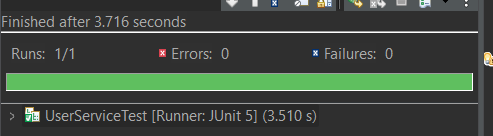 Finished after 3.716 seconds
Runs: 1/1 Errors: 0 Failures: 0
UserServiceTest [Runner: JUnit 5] (3.510 s)